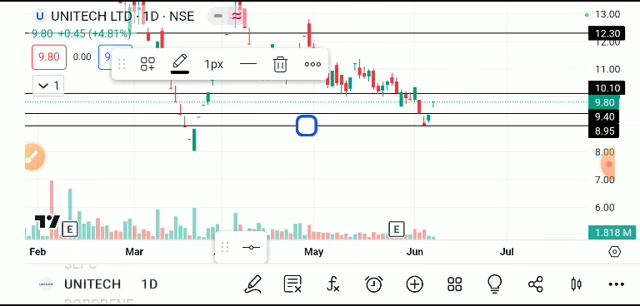 UNITECH LTD · 1D · NSE
9.80 +0.45 (+4.81%)
9.80 0.00
1px
1
13.00
12.30
11.00
10.10
9.80
9.40
8.95
8.00
7.00
6.00
1.818 M
E E
Feb Mar May Jun Jul
UNITECH 1D